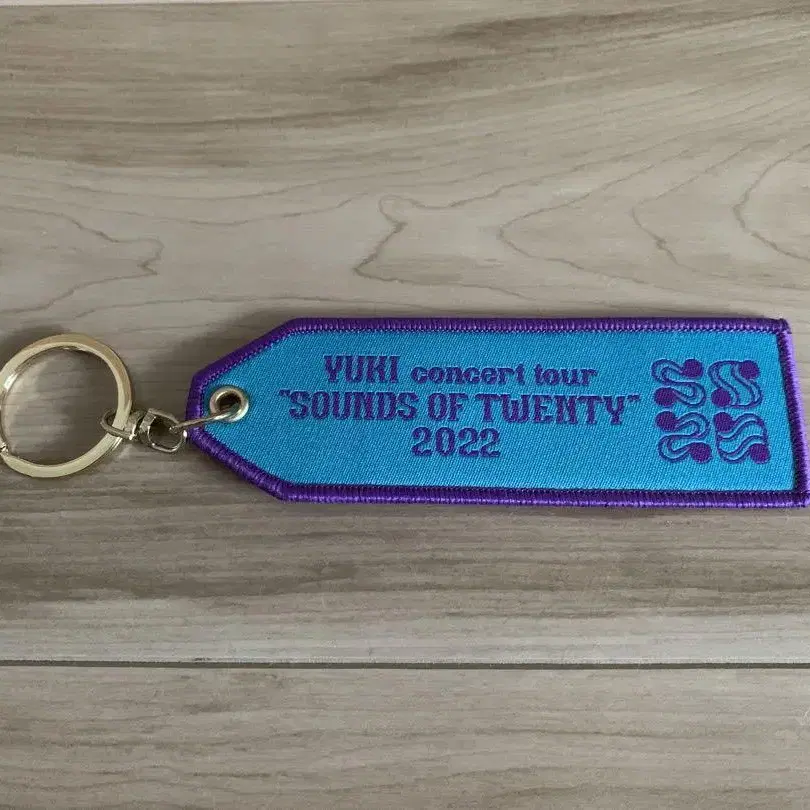 YUKI concert tour
"SOUNDS OF TWENTY"
2022